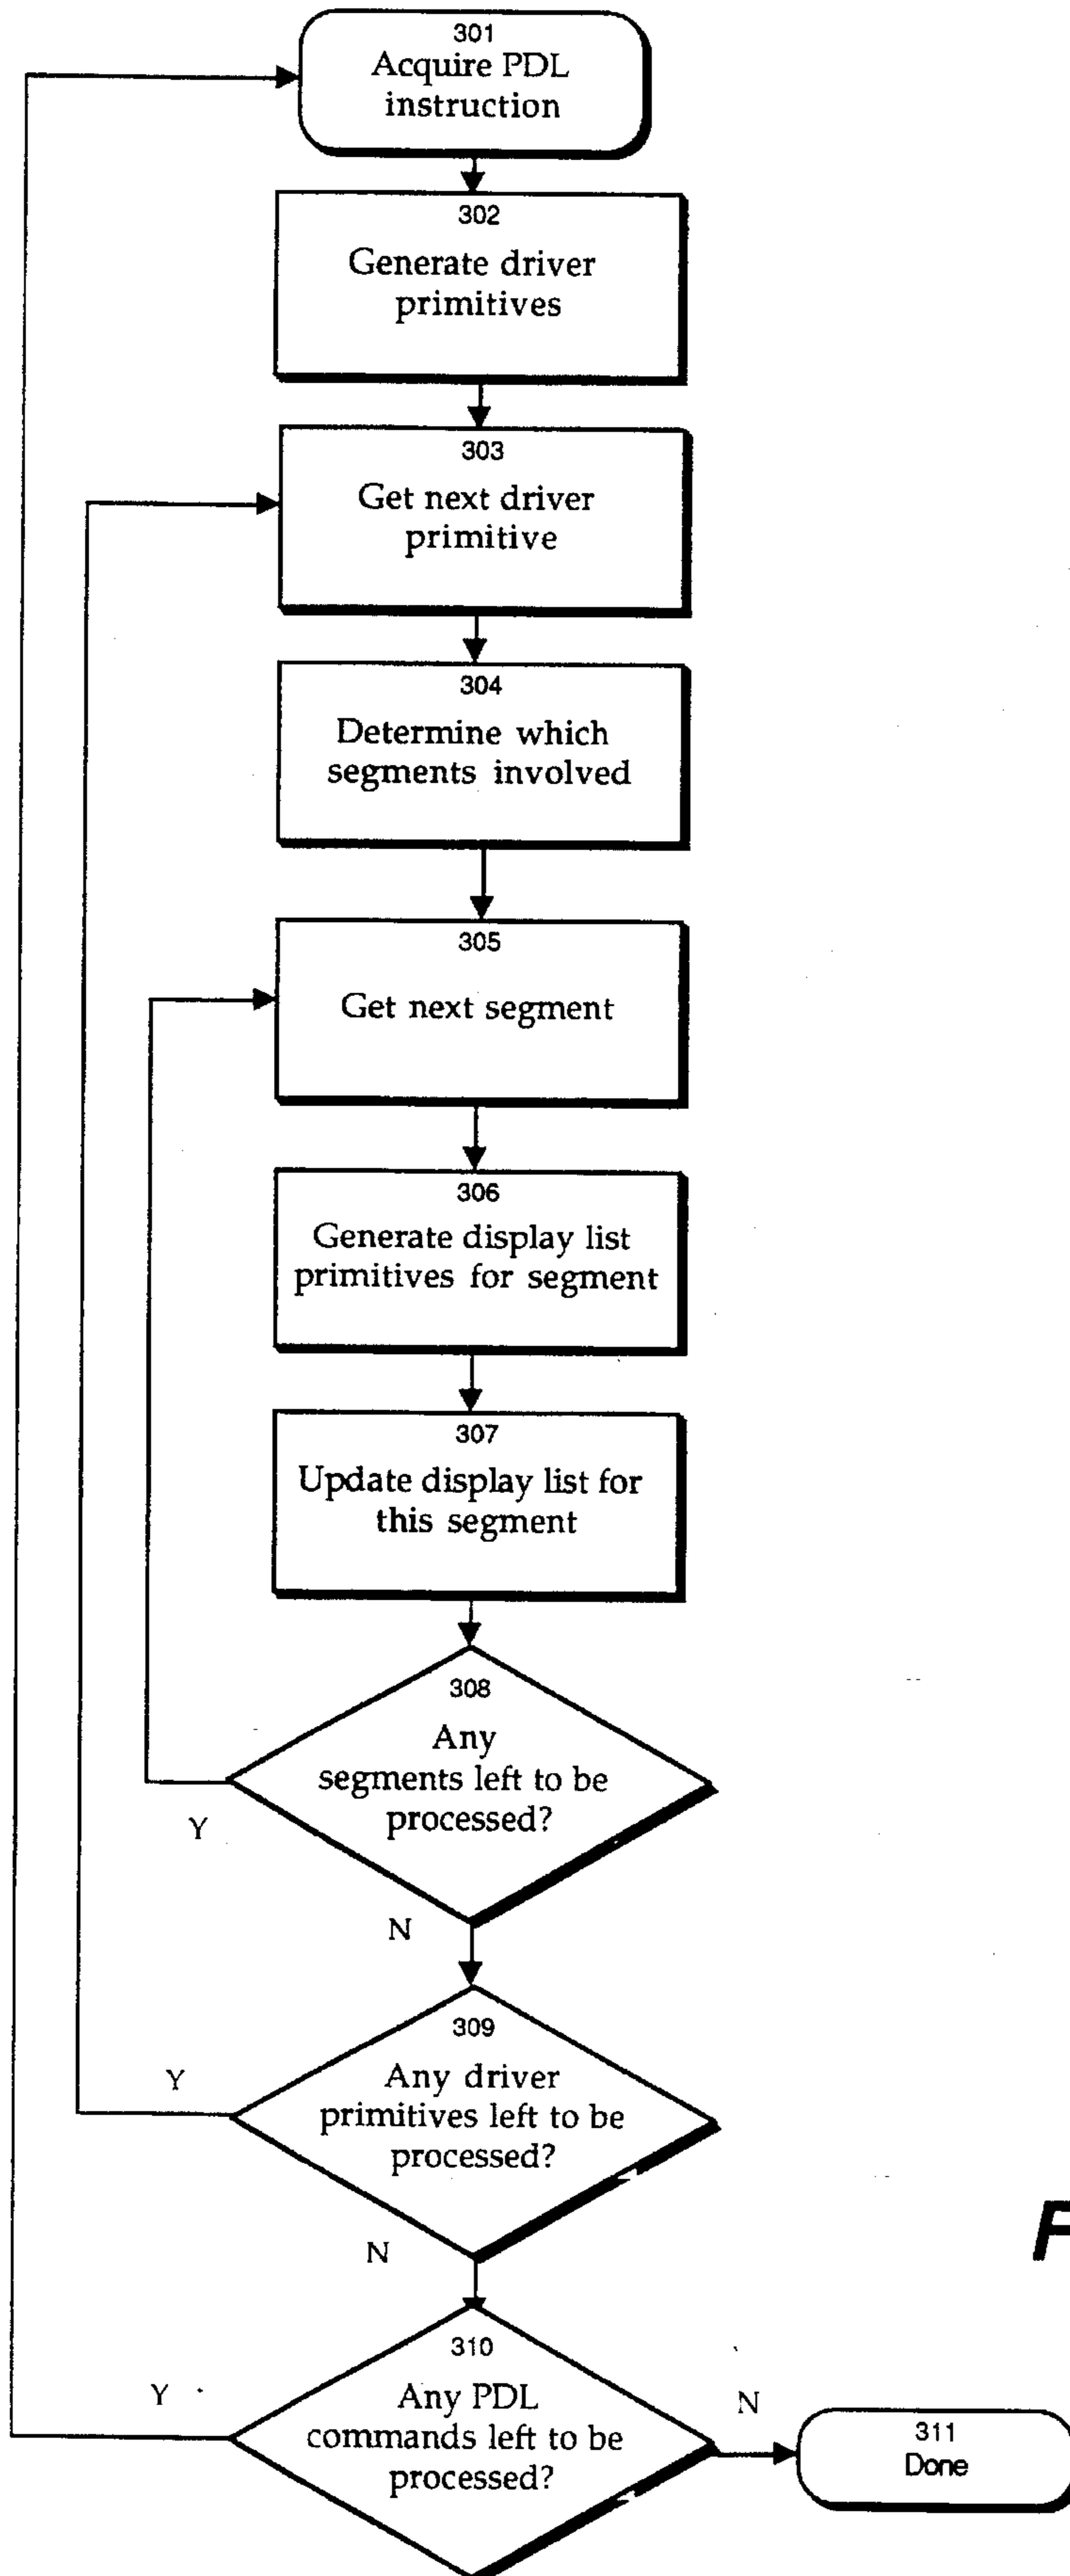 301
Acquire PDL
instruction
302
Generate driver
primitives
303
Get next driver
primitive
304
Determine which
segments involved
305
Get next segment
306
Generate display list
primitives for segment
307
Update display list for
this segment
308
Any
segments left to be
processed?
Y
N
309
Any driver
primitives left to be
processed?
Y
N
310
Any PDL
commands left to be
processed?
Y
N
311
Done